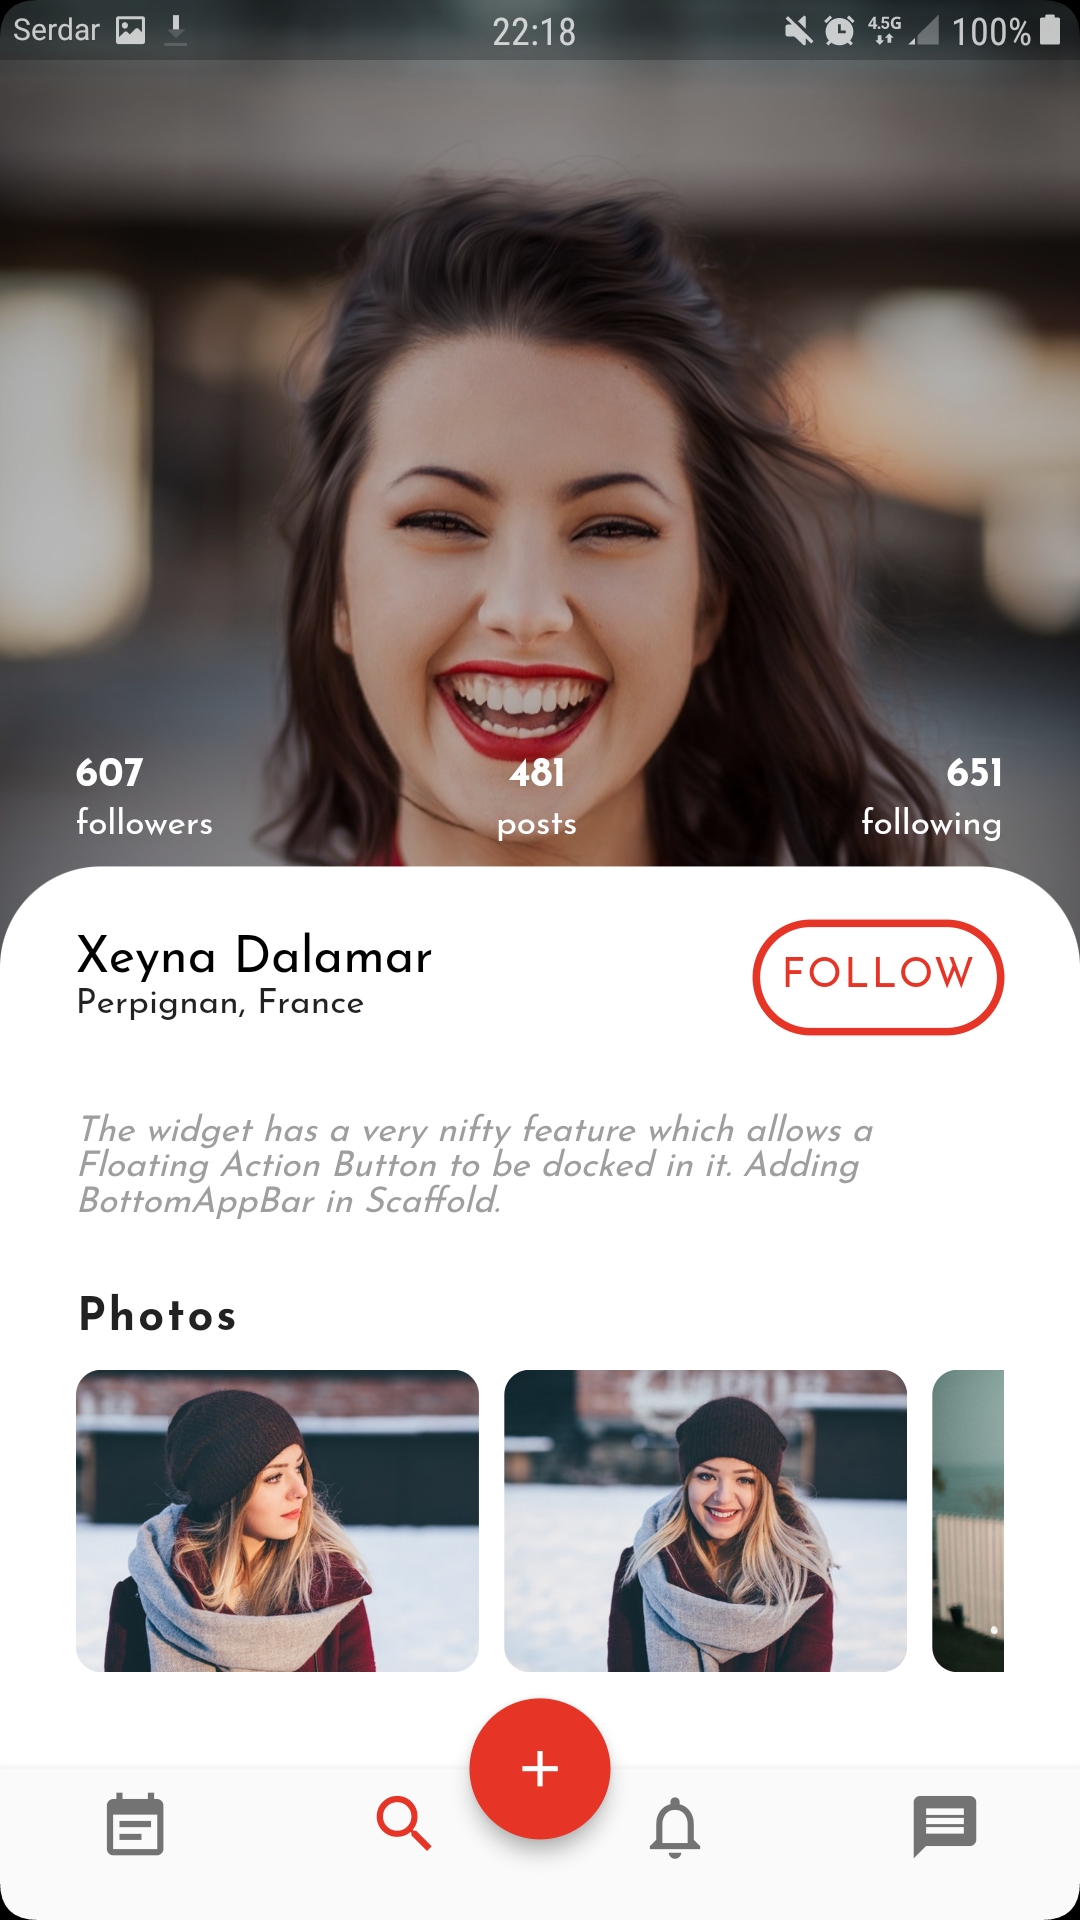 Serdar 22:18 4.5G 100%
607 481 651
followers posts following
Xeyna Dalamar
Perpignan, France
FOLLOW
The widget has a very nifty feature which allows a
Floating Action Button to be docked in it. Adding
BottomAppBar in Scaffold.
Photos